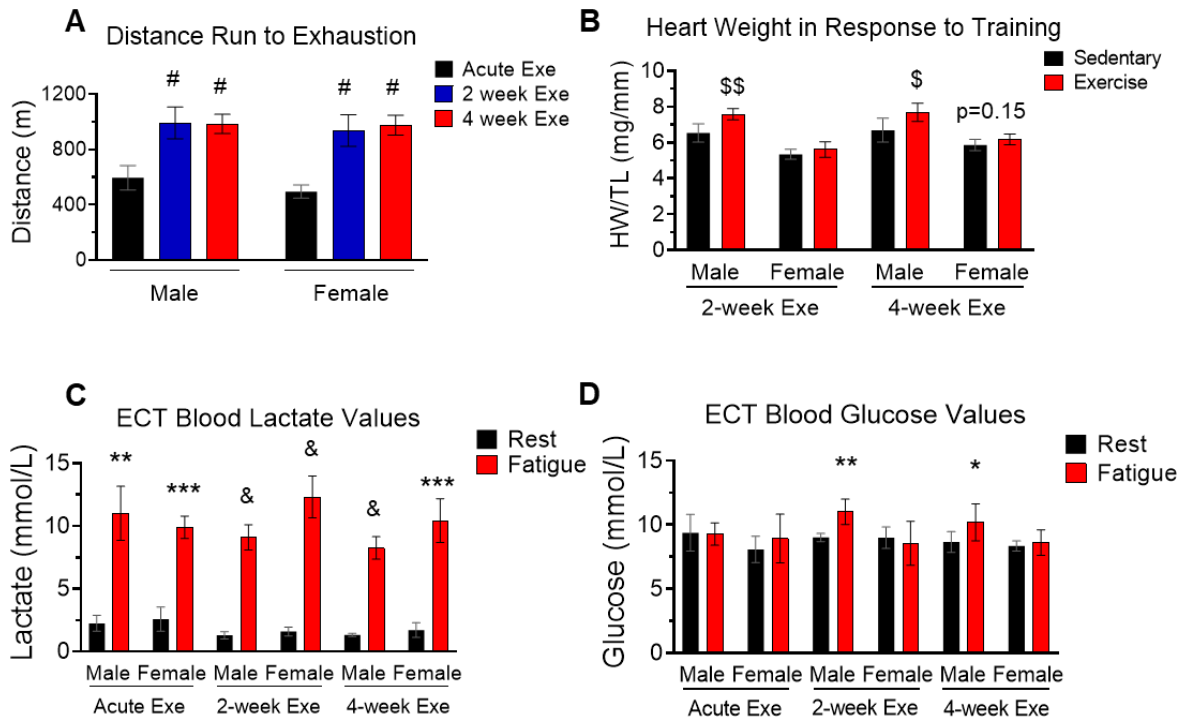 A
Distance Run to Exhaustion
Acute Exe
2 week Exe
4 week Exe
Distance (m)
1200
800
400
0
# # # #
Male Female
B
Heart Weight in Response to Training
Sedentary
Exercise
HW/TL (mg/mm)
10
8
6
4
2
0
$$ $ p=0.15
Male Female Male Female
2-week Exe 4-week Exe
C
ECT Blood Lactate Values
Rest
Fatigue
Lactate (mmol/L)
15
10
5
0
** *** & & & ***
Male Female Male Female Male Female
Acute Exe 2-week Exe 4-week Exe
D
ECT Blood Glucose Values
Rest
Fatigue
Glucose (mmol/L)
15
10
5
0
** *
Male Female Male Female Male Female
Acute Exe 2-week Exe 4-week Exe